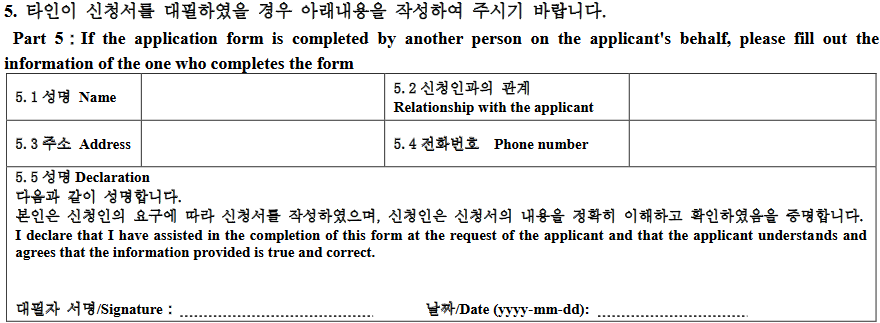 5. 타인이 신청서를 대필하였을 경우 아래내용을 작성하여 주시기 바랍니다.
Part 5 : If the application form is completed by another person on the applicant's behalf, please fill out the
information of the one who completes the form
5.1 성명 Name
5.2 신청인과의 관계
Relationship with the applicant
5.3 주소 Address
5.4 전화번호 Phone number
5.5 성명 Declaration
다음과 같이 성명합니다.
본인은 신청인의 요구에 따라 신청서를 작성하였으며, 신청인은 신청서의 내용을 정확히 이해하고 확인하였음을 증명합니다.
I declare that I have assisted in the completion of this form at the request of the applicant and that the applicant understands and
agrees that the information provided is true and correct.
대필자 서명/Signature : ........................................ 날짜/Date (yyyy-mm-dd): ................................